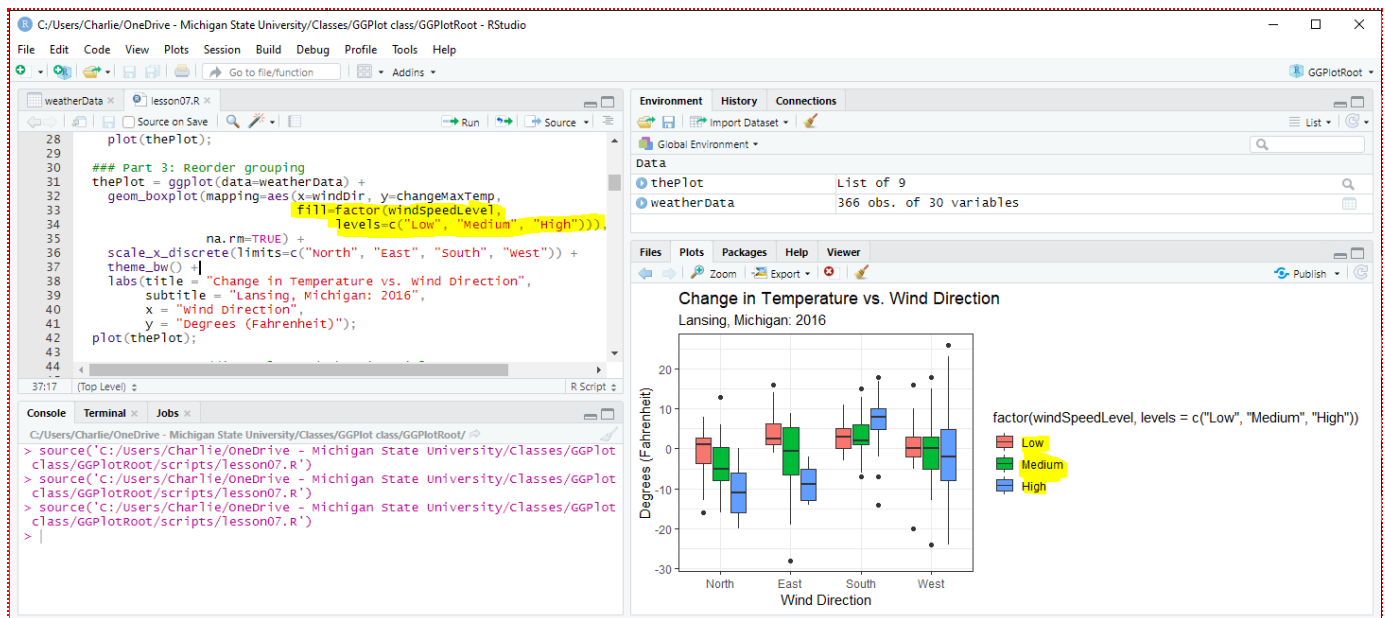 C:/Users/Charlie/OneDrive - Michigan State University/Classes/GGPlot class/GGPlotRoot - RStudio
File Edit Code View Plots Session Build Debug Profile Tools Help
Go to file/function Addins GGPlotRoot
weatherData lesson07.R
Source on Save Run Source
28 plot(thePlot);
29
30 ### Part 3: Reorder grouping
31 thePlot = ggplot(data=weatherData) +
32 geom_boxplot(mapping=aes(x=windDir, y=changeMaxTemp,
33 fill=factor(windSpeedLevel,
34 levels=c("Low", "Medium", "High"))),
35 na.rm=TRUE) +
36 scale_x_discrete(limits=c("North", "East", "South", "West")) +
37 theme_bw() +
38 labs(title = "Change in Temperature vs. Wind Direction",
39 subtitle = "Lansing, Michigan: 2016",
40 x = "Wind Direction",
41 y = "Degrees (Fahrenheit)");
42 plot(thePlot);
43
44
37:17 (Top Level) R Script
Console Terminal Jobs
C:/Users/Charlie/OneDrive - Michigan State University/Classes/GGPlot class/GGPlotRoot/
> source('C:/Users/Charlie/OneDrive - Michigan State University/Classes/GGPlot
class/GGPlotRoot/scripts/lesson07.R')
> source('C:/Users/Charlie/OneDrive - Michigan State University/Classes/GGPlot
class/GGPlotRoot/scripts/lesson07.R')
> source('C:/Users/Charlie/OneDrive - Michigan State University/Classes/GGPlot
class/GGPlotRoot/scripts/lesson07.R')
>
Environment History Connections
Import Dataset List
Global Environment
Data
thePlot List of 9
weatherData 366 obs. of 30 variables
Files Plots Packages Help Viewer
Zoom Export Publish
Change in Temperature vs. Wind Direction
Lansing, Michigan: 2016
Degrees (Fahrenheit)
20
10
0
-10
-20
-30
North East South West
Wind Direction
factor(windSpeedLevel, levels = c("Low", "Medium", "High"))
Low
Medium
High